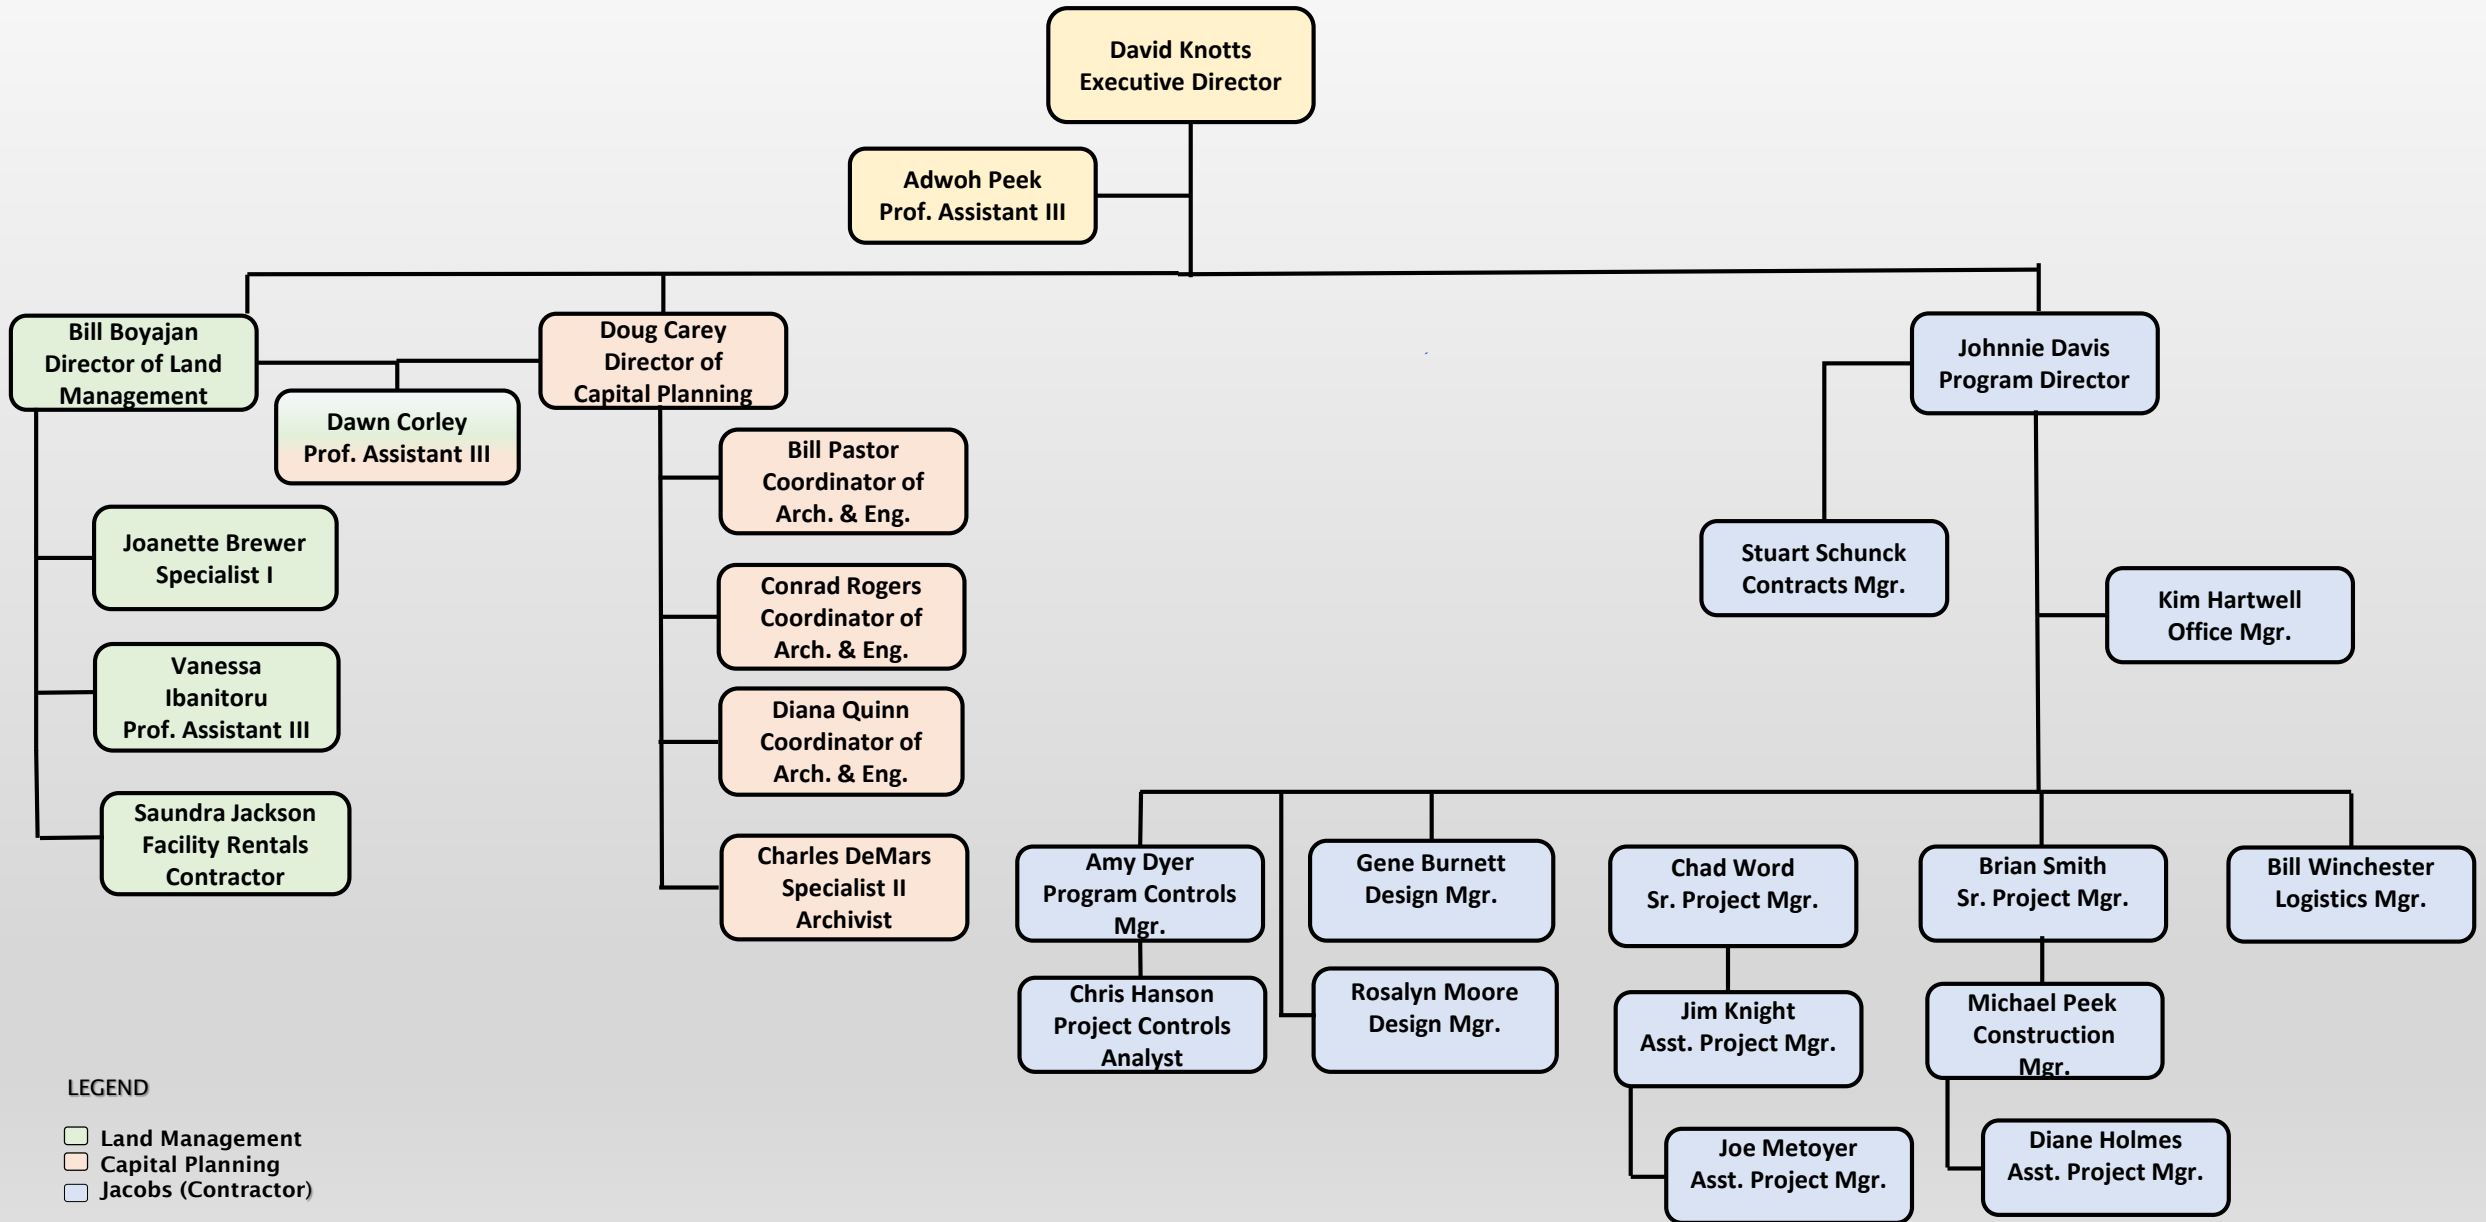 David Knotts
Executive Director
Adwoh Peek
Prof. Assistant III
Bill Boyajan
Director of Land
Management
Doug Carey
Director of
Capital Planning
Johnnie Davis
Program Director
Dawn Corley
Prof. Assistant III
Bill Pastor
Coordinator of
Arch. & Eng.
Joanette Brewer
Specialist I
Stuart Schunck
Contracts Mgr.
Conrad Rogers
Coordinator of
Arch. & Eng.
Kim Hartwell
Office Mgr.
Vanessa
Ibanitoru
Prof. Assistant III
Diana Quinn
Coordinator of
Arch. & Eng.
Saundra Jackson
Facility Rentals
Contractor
Charles DeMars
Specialist II
Archivist
Amy Dyer
Program Controls
Mgr.
Gene Burnett
Design Mgr.
Chad Word
Sr. Project Mgr.
Brian Smith
Sr. Project Mgr.
Bill Winchester
Logistics Mgr.
Chris Hanson
Project Controls
Analyst
Rosalyn Moore
Design Mgr.
Jim Knight
Asst. Project Mgr.
Michael Peek
Construction
Mgr.
Joe Metoyer
Asst. Project Mgr.
Diane Holmes
Asst. Project Mgr.
LEGEND
Land Management
Capital Planning
Jacobs (Contractor)